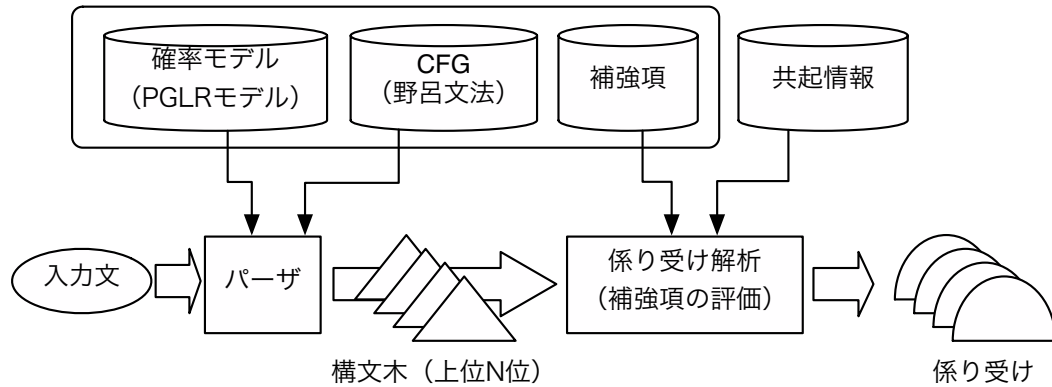 確率モデル
（PGLRモデル）
CFG
（野呂文法）
補強項
共起情報
入力文
パーザ
係り受け解析
（補強項の評価）
構文木（上位N位）
係り受け